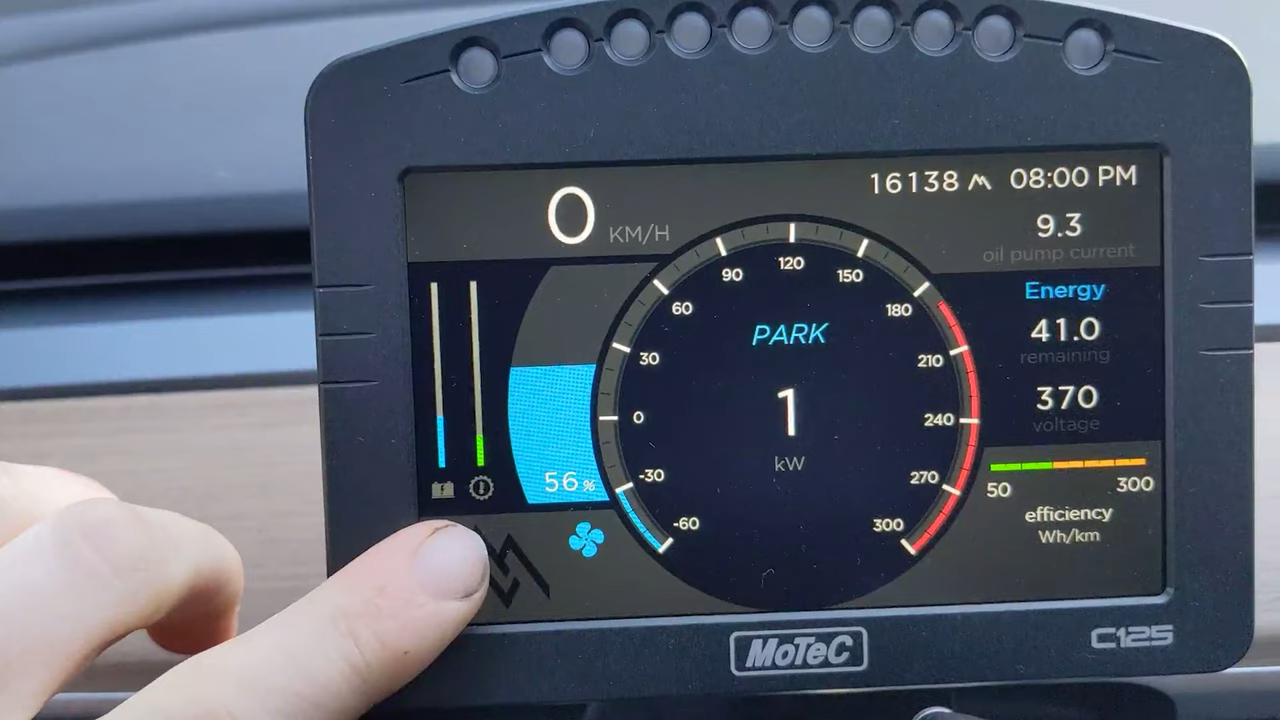 16138 08:00 PM
0 KM/H
9.3
oil pump current
Energy
41.0
remaining
370
voltage
50 300
efficiency
Wh/km
56%
PARK
1
kW
-60
-30
0
30
60
90
120
150
180
210
240
270
300
MoTeC
C125